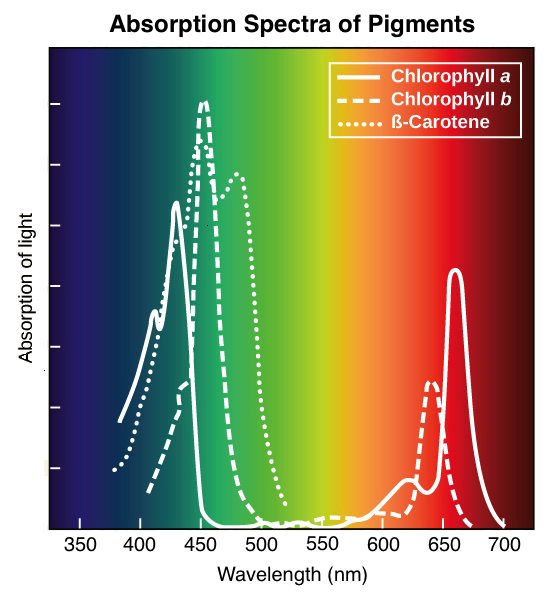 Absorption Spectra of Pigments
Chlorophyll a
Chlorophyll b
ß-Carotene
Absorption of light
350 400 450 500 550 600 650 700
Wavelength (nm)